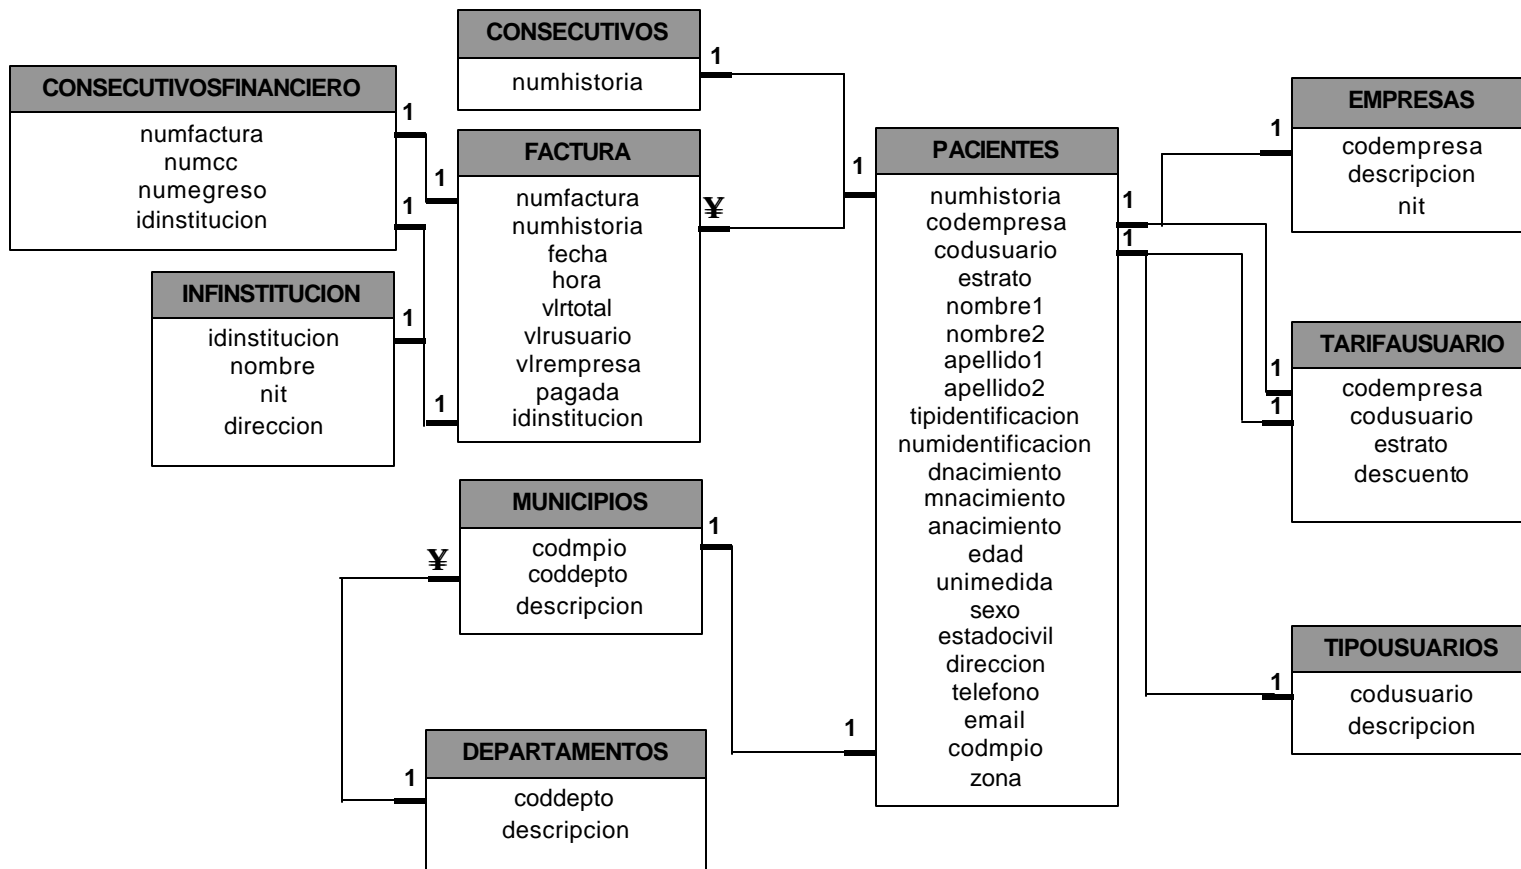 CONSECUTIVOS
numhistoria
1
CONSECUTIVOSFINANCIERO
numfactura
numcc
numegreso
idinstitucion
1
1
FACTURA
numfactura
numhistoria
fecha
hora
vlrtotal
vlrusuario
vlrempresa
pagada
idinstitucion
1
1
¥
INFINSTITUCION
idinstitucion
nombre
nit
direccion
1
PACIENTES
numhistoria
codempresa
codusuario
estrato
nombre1
nombre2
apellido1
apellido2
tipidentificacion
numidentificacion
dnacimiento
mnacimiento
anacimiento
edad
unimedida
sexo
estadocivil
direccion
telefono
email
codmpio
zona
1
1
1
1
EMPRESAS
codempresa
descripcion
nit
1
TARIFAUSUARIO
codempresa
codusuario
estrato
descuento
1
1
MUNICIPIOS
codmpio
coddepto
descripcion
1
¥
DEPARTAMENTOS
coddepto
descripcion
1
TIPOUSUARIOS
codusuario
descripcion
1